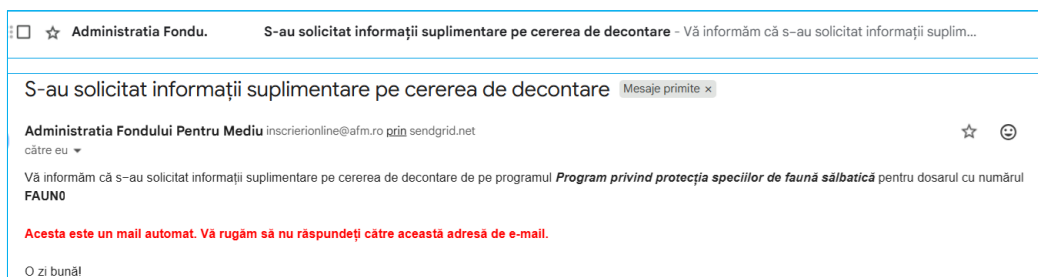 Administratia Fondu. S-au solicitat informații suplimentare pe cererea de decontare - Vă informăm că s–au solicitat informații suplim...
S-au solicitat informații suplimentare pe cererea de decontare Mesaje primite ×
Administratia Fondului Pentru Mediu inscrierionline@afm.ro prin sendgrid.net
către eu
Vă informăm că s–au solicitat informații suplimentare pe cererea de decontare de pe programul Program privind protecția speciilor de faună sălbatică pentru dosarul cu numărul
FAUN0
Acesta este un mail automat. Vă rugăm să nu răspundeți către această adresă de e-mail.
O zi bună!